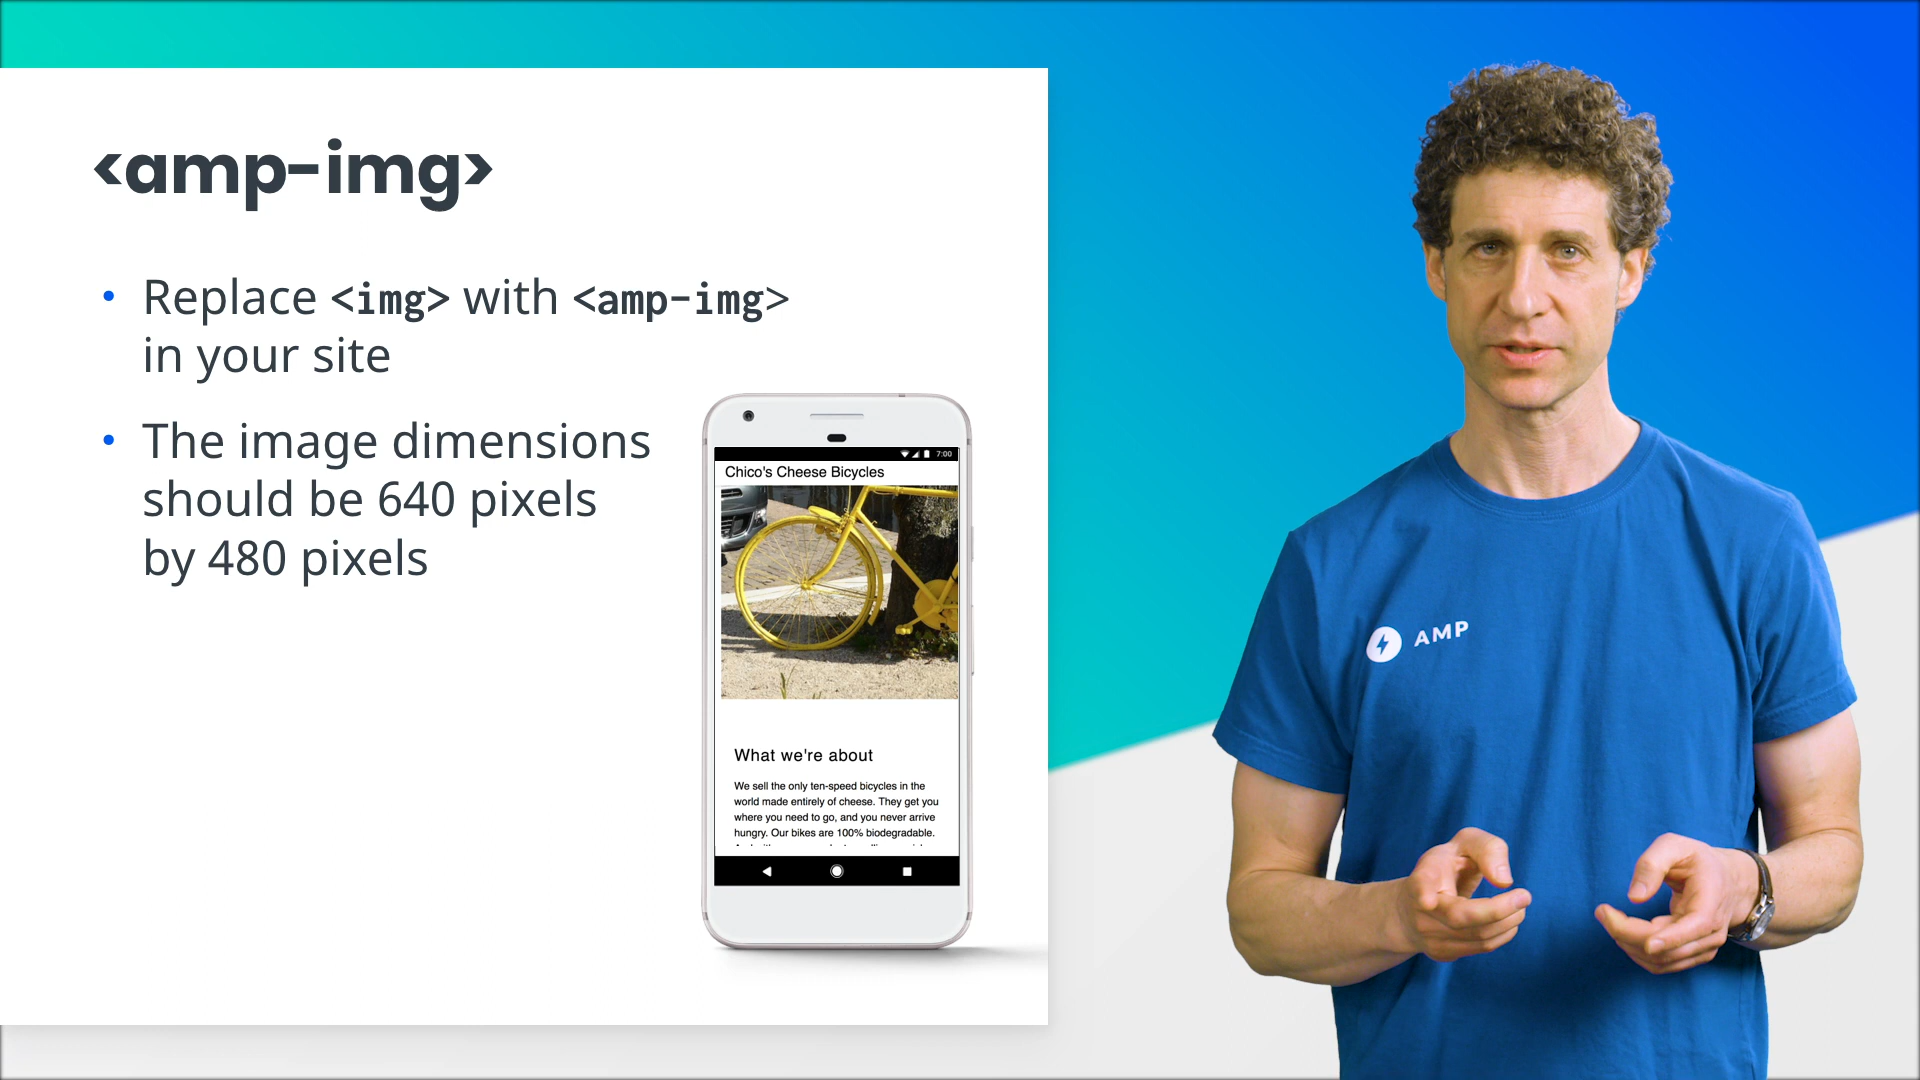 <amp-img>
• Replace <img> with <amp-img>
in your site
• The image dimensions
should be 640 pixels
by 480 pixels
7:00
Chico's Cheese Bicycles
What we're about
We sell the only ten-speed bicycles in the
world made entirely of cheese. They get you
where you need to go, and you never arrive
hungry. Our bikes are 100% biodegradable.
AMP